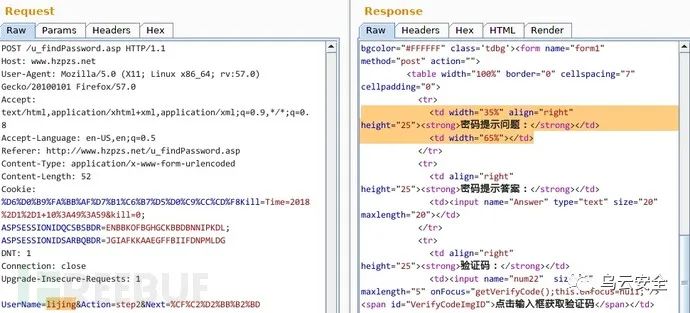 Request
Raw Params Headers Hex
POST /u_findPassword.asp HTTP/1.1
Host: www.hzpzs.net
User-Agent: Mozilla/5.0 (X11; Linux x86_64; rv:57.0)
Gecko/20100101 Firefox/57.0
Accept:
text/html,application/xhtml+xml,application/xml;q=0.9,*/*;q=0.
8
Accept-Language: en-US,en;q=0.5
Referer: http://www.hzpzs.net/u_findPassword.asp
Content-Type: application/x-www-form-urlencoded
Content-Length: 52
Cookie:
%D6%D0%B9%FA%BB%AF%D7%B1%C6%B7%D5%D0%C9%CC%CD%F8Kill=Time=2018
%2D1%2D1+10%3A49%3A59&kill=0;
ASPSESSIONIDQCSBSBDR=ENBBKOFBGHGCKBBDBNNIPKDL;
ASPSESSIONIDSARBQBDR=JGIAFKKAAEGFFBIIFDNPMLDG
DNT: 1
Connection: close
Upgrade-Insecure-Requests: 1
UserName=lijing&Action=step2&Next=%CF%C2%D2%BB%B2%BD
Response
Raw Headers Hex HTML Render
bgcolor="#FFFFFF" class='tdbg'><form name="form1"
method="post" action="">
<table width="100%" border="0" cellspacing="7"
cellpadding="0">
<tr>
<td width="35%" align="right"
height="25"><strong>密码提示问题：</strong></td>
<td width="65%"></td>
</tr>
<tr>
<td align="right"
height="25"><strong>密码提示答案：</strong></td>
<td><input name="Answer" type="text" size="20"
maxlength="20"></td>
</tr>
<tr>
<td align="right"
height="25"><strong>验证码：</strong></td>
<td><input name="num22"
maxlength="5" onFocus="getVerifyCode();this.onfocus=null;"
<span id="VerifyCodeImgID">点击输入框获取验证码</span></td>
乌云安全